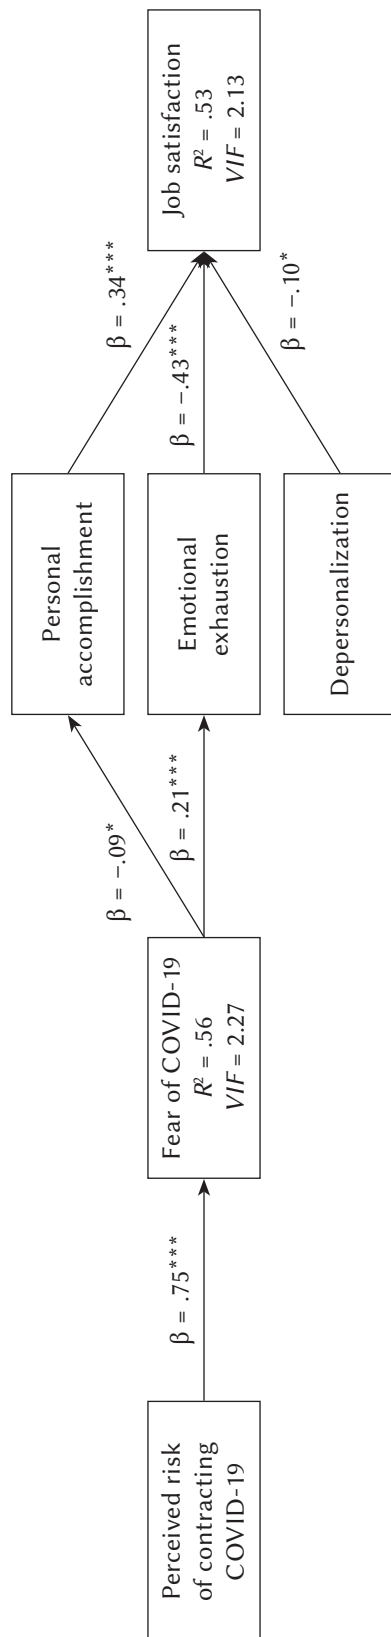 Perceived risk
of contracting
COVID-19
β = .75***
Fear of COVID-19
R² = .56
VIF = 2.27
β = –.09*
β = .21***
Personal
accomplishment
Emotional
exhaustion
Depersonalization
β = .34***
β = –.43***
β = –.10*
Job satisfaction
R² = .53
VIF = 2.13